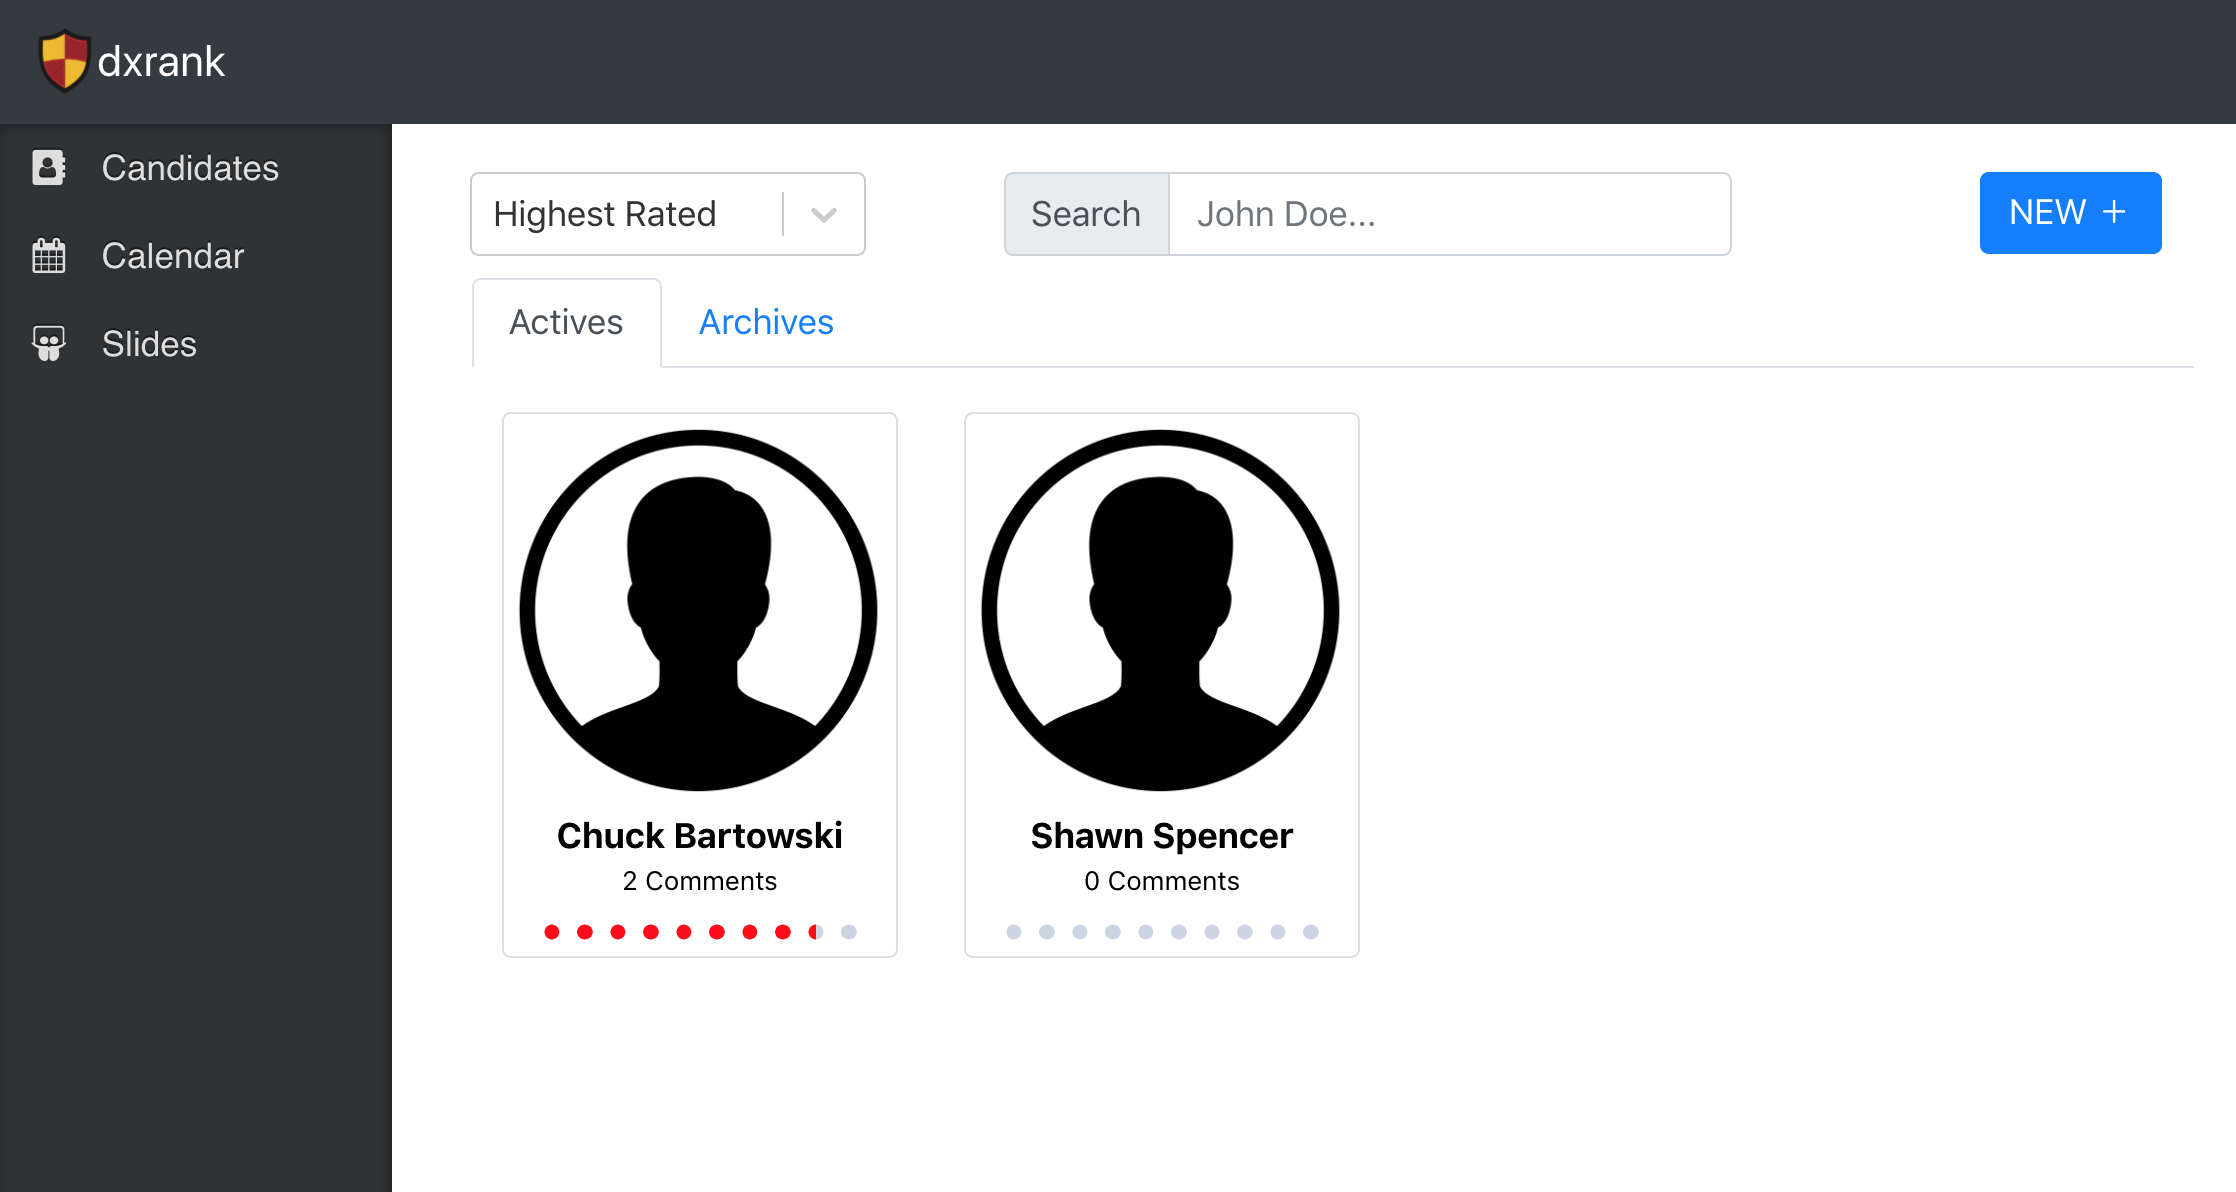 dxrank
Candidates
Calendar
Slides
Highest Rated
Search
John Doe...
NEW +
Actives
Archives
Chuck Bartowski
2 Comments
Shawn Spencer
0 Comments